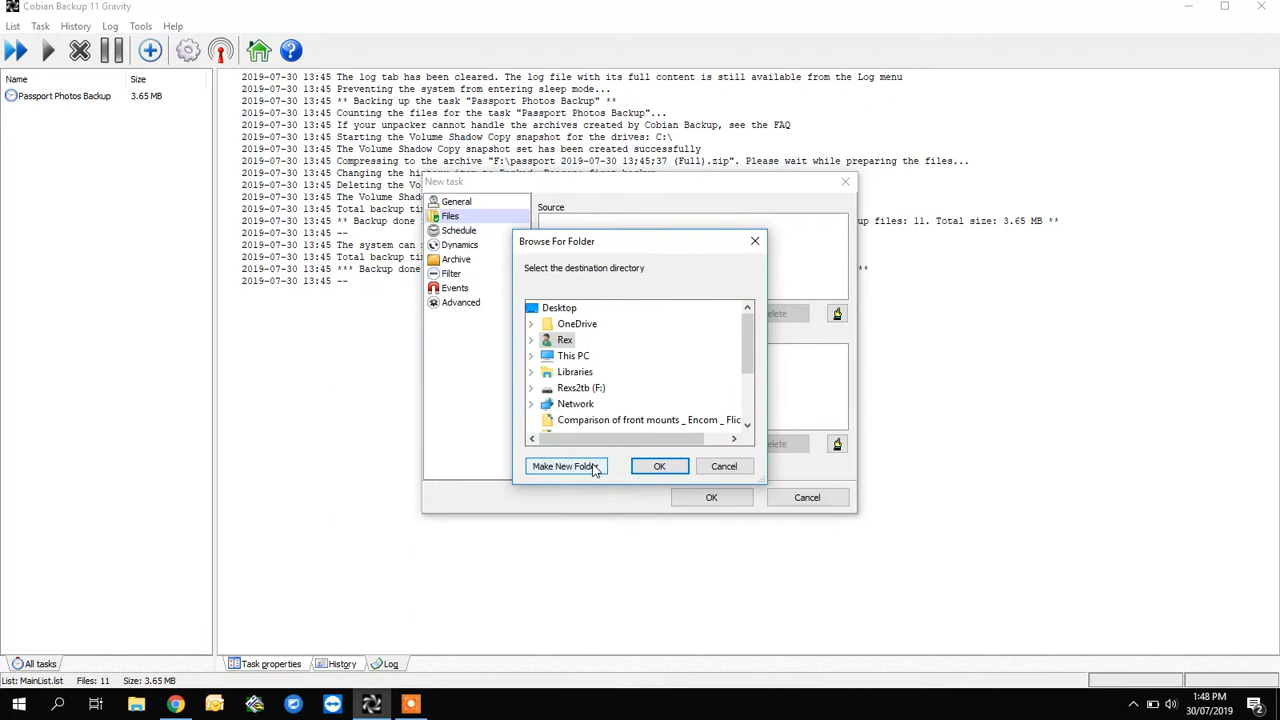 Cobian Backup 11 Gravity
List Task History Log Tools Help
Name Size
Passport Photos Backup 3.65 MB
2019-07-30 13:45 The log tab has been cleared. The log file with its full content is still available from the Log menu
2019-07-30 13:45 Preventing the system from entering sleep mode...
2019-07-30 13:45 ** Backing up the task "Passport Photos Backup" **
2019-07-30 13:45 Counting the files for the task "Passport Photos Backup"...
2019-07-30 13:45 If your unpacker cannot handle the archives created by Cobian Backup, see the FAQ
2019-07-30 13:45 Starting the Volume Shadow Copy snapshot for the drives: C:\
2019-07-30 13:45 The Volume Shadow Copy snapshot set has been created successfully
2019-07-30 13:45 Compressing to the archive "F:\passport 2019-07-30 13;45;37 (Full).zip". Please wait while preparing the files...
2019-07-30 13:45 Changing the history item to Parked.
2019-07-30 13:45 Deleting the Vo
2019-07-30 13:45 The Volume Shad
2019-07-30 13:45 Total backup ti
2019-07-30 13:45 ** Backup done up files: 11. Total size: 3.65 MB **
2019-07-30 13:45 --
2019-07-30 13:45 The system can
2019-07-30 13:45 Total backup ti
2019-07-30 13:45 *** Backup done **
2019-07-30 13:45 --
New task
General
Files
Schedule
Dynamics
Archive
Filter
Events
Advanced
Source
elete
elete
OK Cancel
Browse For Folder
Select the destination directory
Desktop
OneDrive
Rex
This PC
Libraries
Rexs2tb (F:)
Network
Comparison of front mounts _ Encom _ Flic
Make New Folder OK Cancel
All tasks Task properties History Log
List: MainList.lst Files: 11 Size: 3.65 MB
1:48 PM
30/07/2019
2